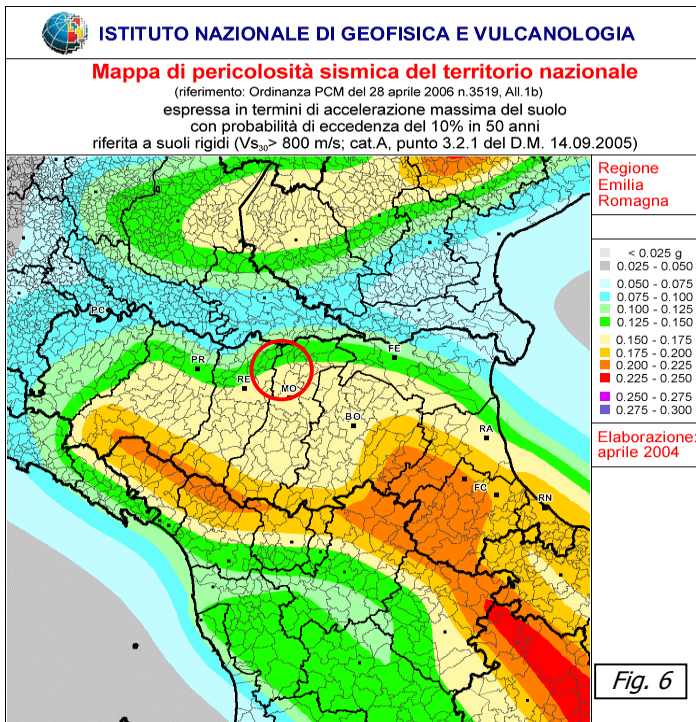 ISTITUTO NAZIONALE DI GEOFISICA E VULCANOLOGIA
Mappa di pericolosità sismica del territorio nazionale
(riferimento: Ordinanza PCM del 28 aprile 2006 n.3519, All.1b)
espressa in termini di accelerazione massima del suolo
con probabilità di eccedenza del 10% in 50 anni
riferita a suoli rigidi (Vs30> 800 m/s; cat.A, punto 3.2.1 del D.M. 14.09.2005)
Regione
Emilia
Romagna
< 0.025 g
0.025 - 0.050
0.050 - 0.075
0.075 - 0.100
0.100 - 0.125
0.125 - 0.150
0.150 - 0.175
0.175 - 0.200
0.200 - 0.225
0.225 - 0.250
0.250 - 0.275
0.275 - 0.300
Elaborazione:
aprile 2004
PC
PR
RE
MO
FE
BO
RA
FC
RN
Fig. 6